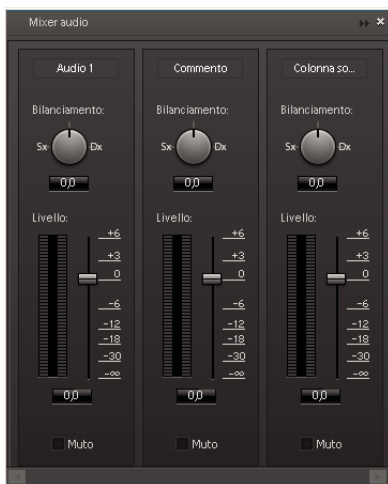 Mixer audio
Audio 1
Bilanciamento:
Sx Dx
0,0
Livello:
+6
+3
0
-6
-12
-18
-30
-∞
0,0
Muto
Commento
Bilanciamento:
Sx Dx
0,0
Livello:
+6
+3
0
-6
-12
-18
-30
-∞
0,0
Muto
Colonna so...
Bilanciamento:
Sx Dx
0,0
Livello:
+6
+3
0
-6
-12
-18
-30
-∞
0,0
Muto